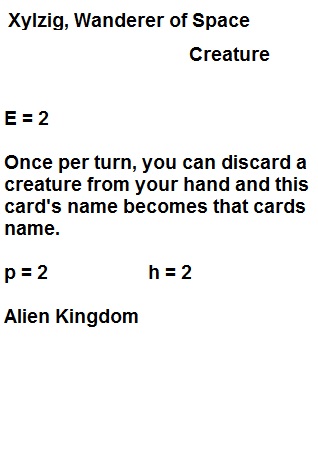 Xylzig, Wanderer of Space
Creature
E = 2
Once per turn, you can discard a
creature from your hand and this
card's name becomes that cards
name.
p = 2 h = 2
Alien Kingdom